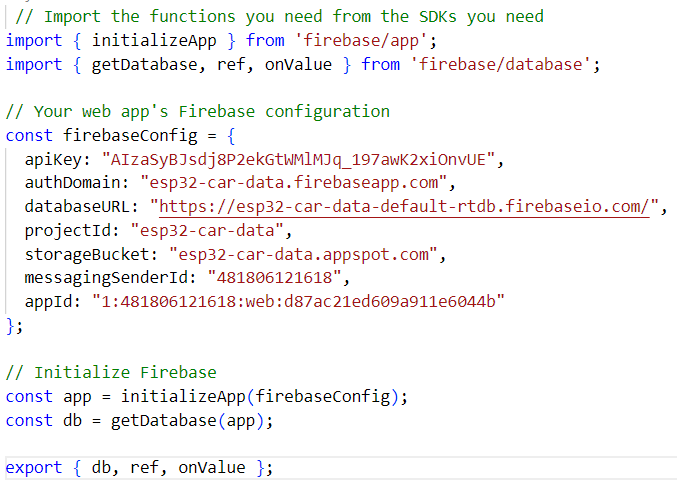 // Import the functions you need from the SDKs you need
import { initializeApp } from 'firebase/app';
import { getDatabase, ref, onValue } from 'firebase/database';
// Your web app's Firebase configuration
const firebaseConfig = {
apiKey: "AIzaSyBJsdj8P2ekGtWMlMJq_197awK2xiOnvUE",
authDomain: "esp32-car-data.firebaseapp.com",
databaseURL: "https://esp32-car-data-default-rtdb.firebaseio.com/",
projectId: "esp32-car-data",
storageBucket: "esp32-car-data.appspot.com",
messagingSenderId: "481806121618",
appId: "1:481806121618:web:d87ac21ed609a911e6044b"
};
// Initialize Firebase
const app = initializeApp(firebaseConfig);
const db = getDatabase(app);
export { db, ref, onValue };